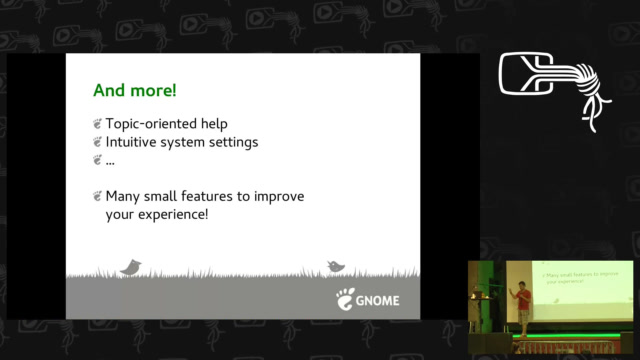 And more!
Topic-oriented help
Intuitive system settings
...
Many small features to improve
your experience!
GNOME
Many small features to improve
your experience!